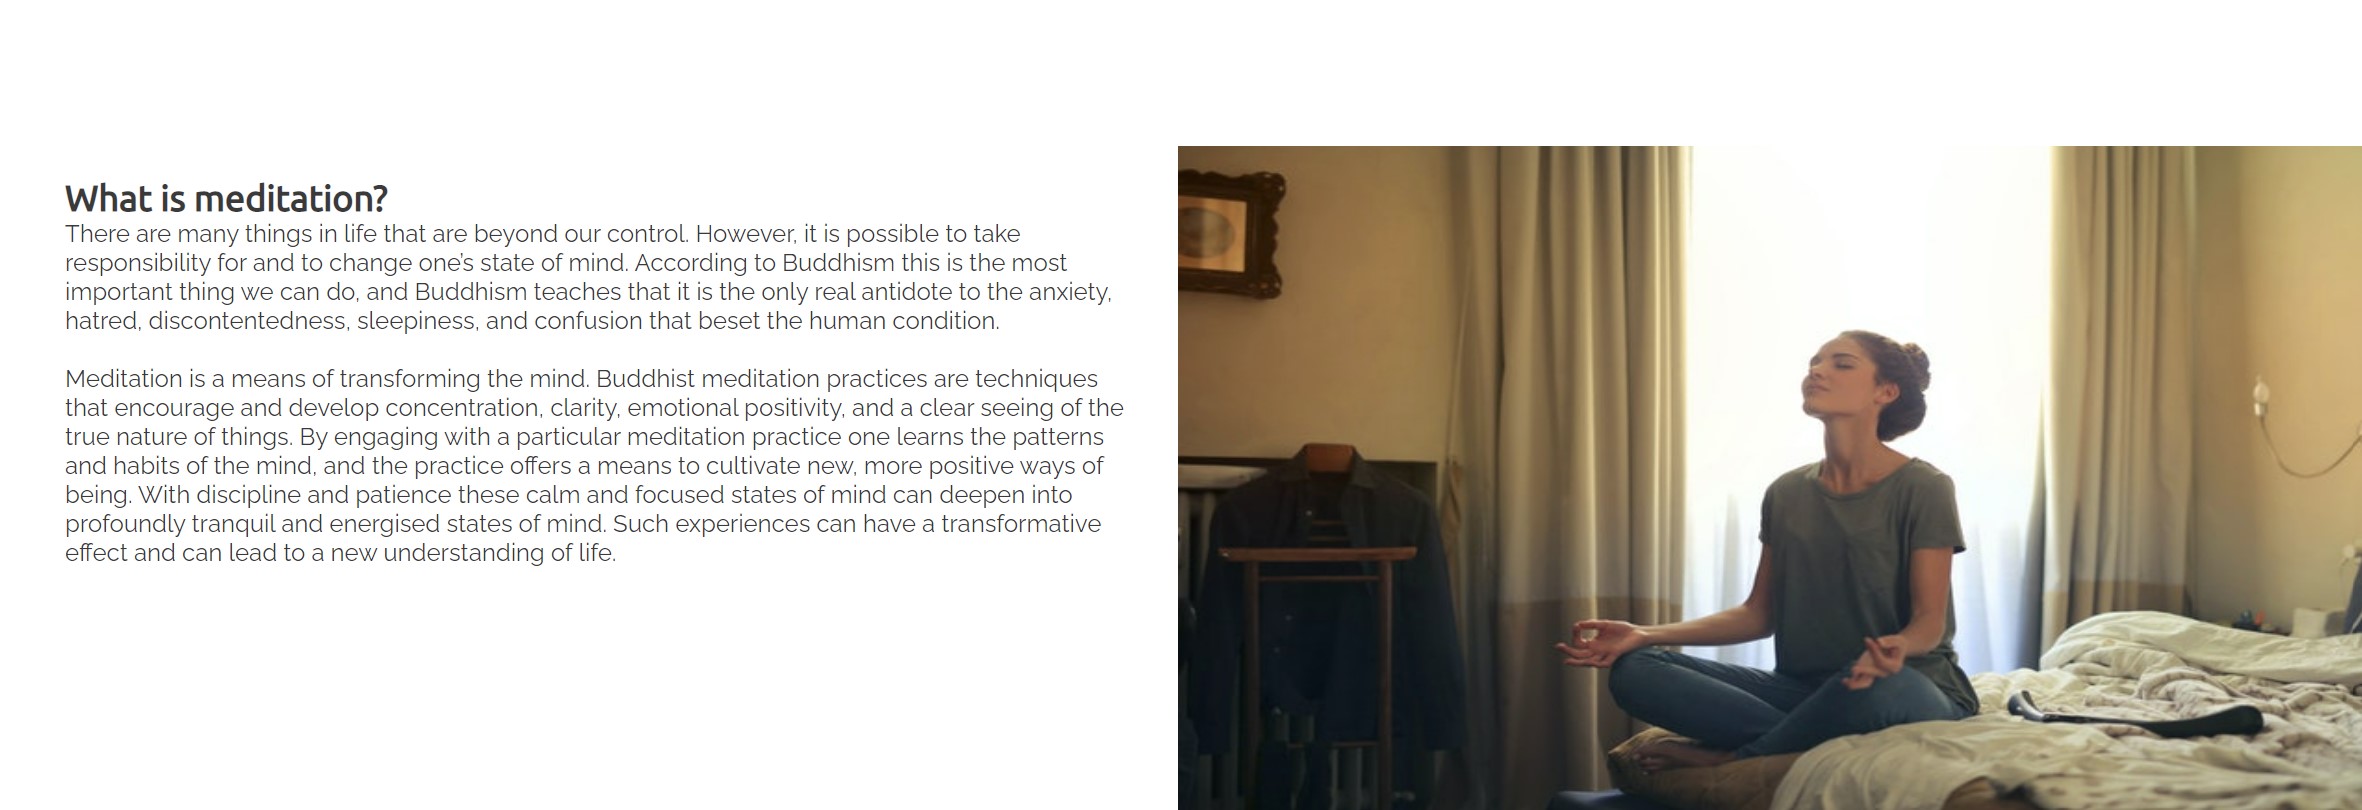 What is meditation?
There are many things in life that are beyond our control. However, it is possible to take
responsibility for and to change one's state of mind. According to Buddhism this is the most
important thing we can do, and Buddhism teaches that it is the only real antidote to the anxiety,
hatred, discontentedness, sleepiness, and confusion that beset the human condition.
Meditation is a means of transforming the mind. Buddhist meditation practices are techniques
that encourage and develop concentration, clarity, emotional positivity, and a clear seeing of the
true nature of things. By engaging with a particular meditation practice one learns the patterns
and habits of the mind, and the practice offers a means to cultivate new, more positive ways of
being. With discipline and patience these calm and focused states of mind can deepen into
profoundly tranquil and energised states of mind. Such experiences can have a transformative
effect and can lead to a new understanding of life.